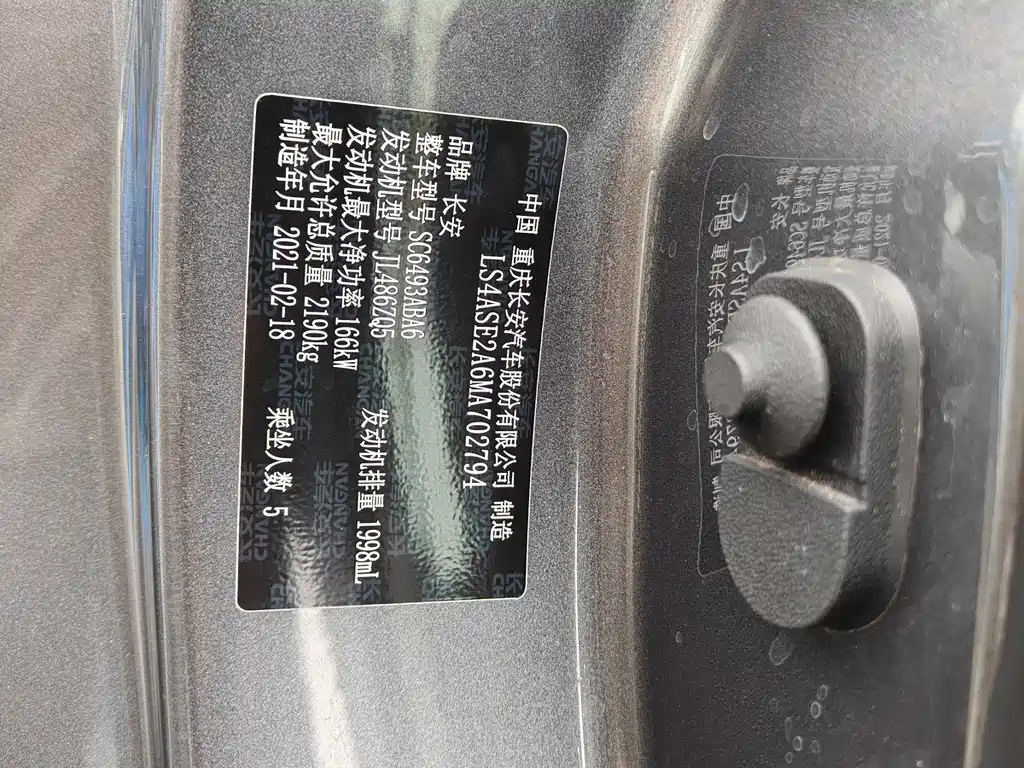 中国 重庆长安汽车股份有限公司 制造
LS4ASE2A6MA702794
品牌 长安
整车型号 SC6493ABA6
发动机型号 JL486ZQ5
发动机最大净功率 166kW 发动机排量 1998mL
最大允许总质量 2190kg
制造年月 2021-02-18 乘坐人数 5